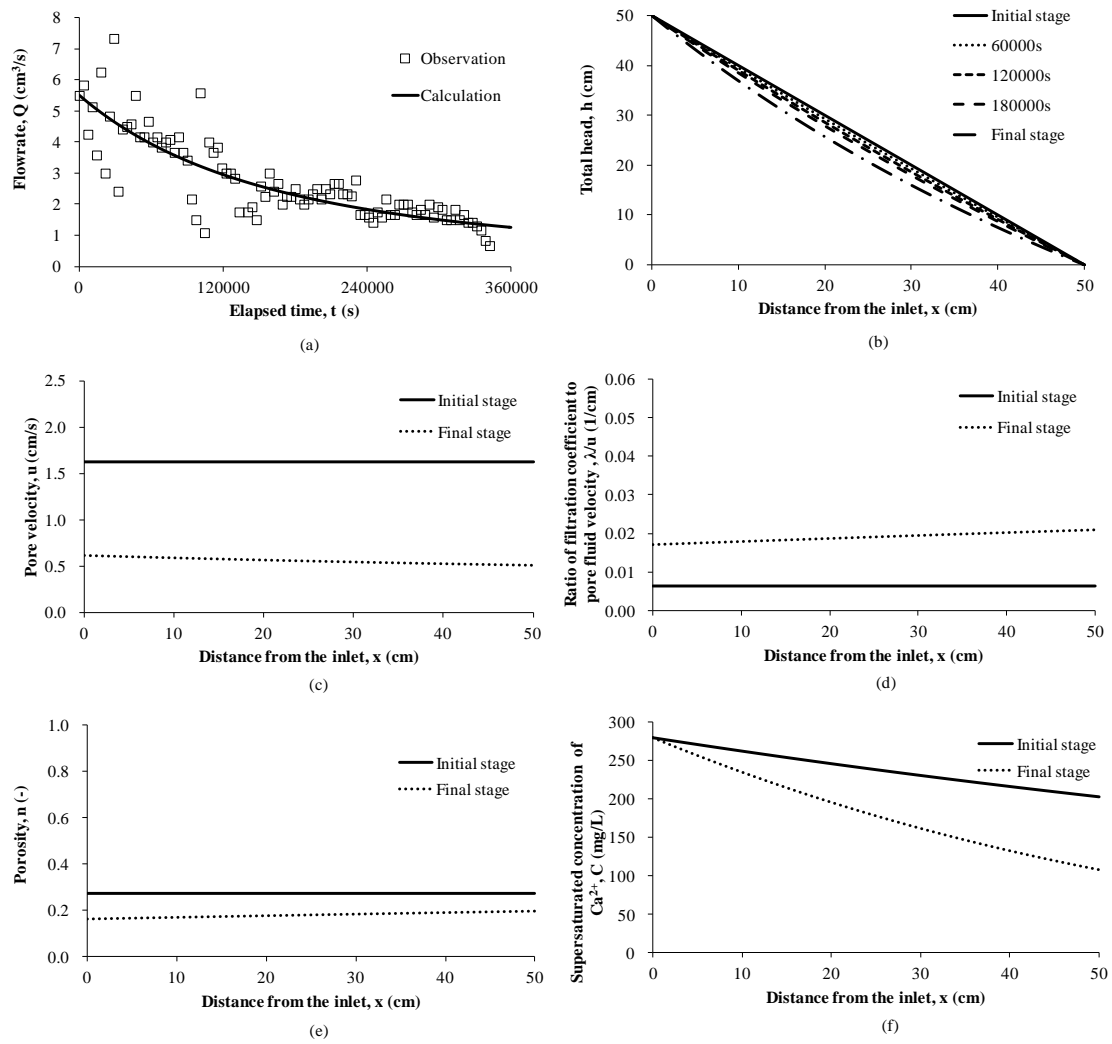 8
7
6
5
4
3
2
1
0
Flowrate, Q (cm³/s)
Observation
Calculation
0
120000
240000
360000
Elapsed time, t (s)
(a)
50
40
30
20
10
0
Total head, h (cm)
Initial stage
60000s
120000s
180000s
Final stage
0
10
20
30
40
50
Distance from the inlet, x (cm)
(b)
2.5
2.0
1.5
1.0
0.5
0.0
Pore velocity, u (cm/s)
Initial stage
Final stage
0
10
20
30
40
50
Distance from the inlet, x (cm)
(c)
0.06
0.05
0.04
0.03
0.02
0.01
0.00
Ratio of filtration coefficient to
pore fluid velocity , λ/u (1/cm)
Initial stage
Final stage
0
10
20
30
40
50
Distance from the inlet, x (cm)
(d)
1.0
0.8
0.6
0.4
0.2
0.0
Porosity, n (-)
Initial stage
Final stage
0
10
20
30
40
50
Distance from the inlet, x (cm)
(e)
300
250
200
150
100
50
0
Supersaturated concentration of
Ca²⁺, C (mg/L)
Initial stage
Final stage
0
10
20
30
40
50
Distance from the inlet, x (cm)
(f)